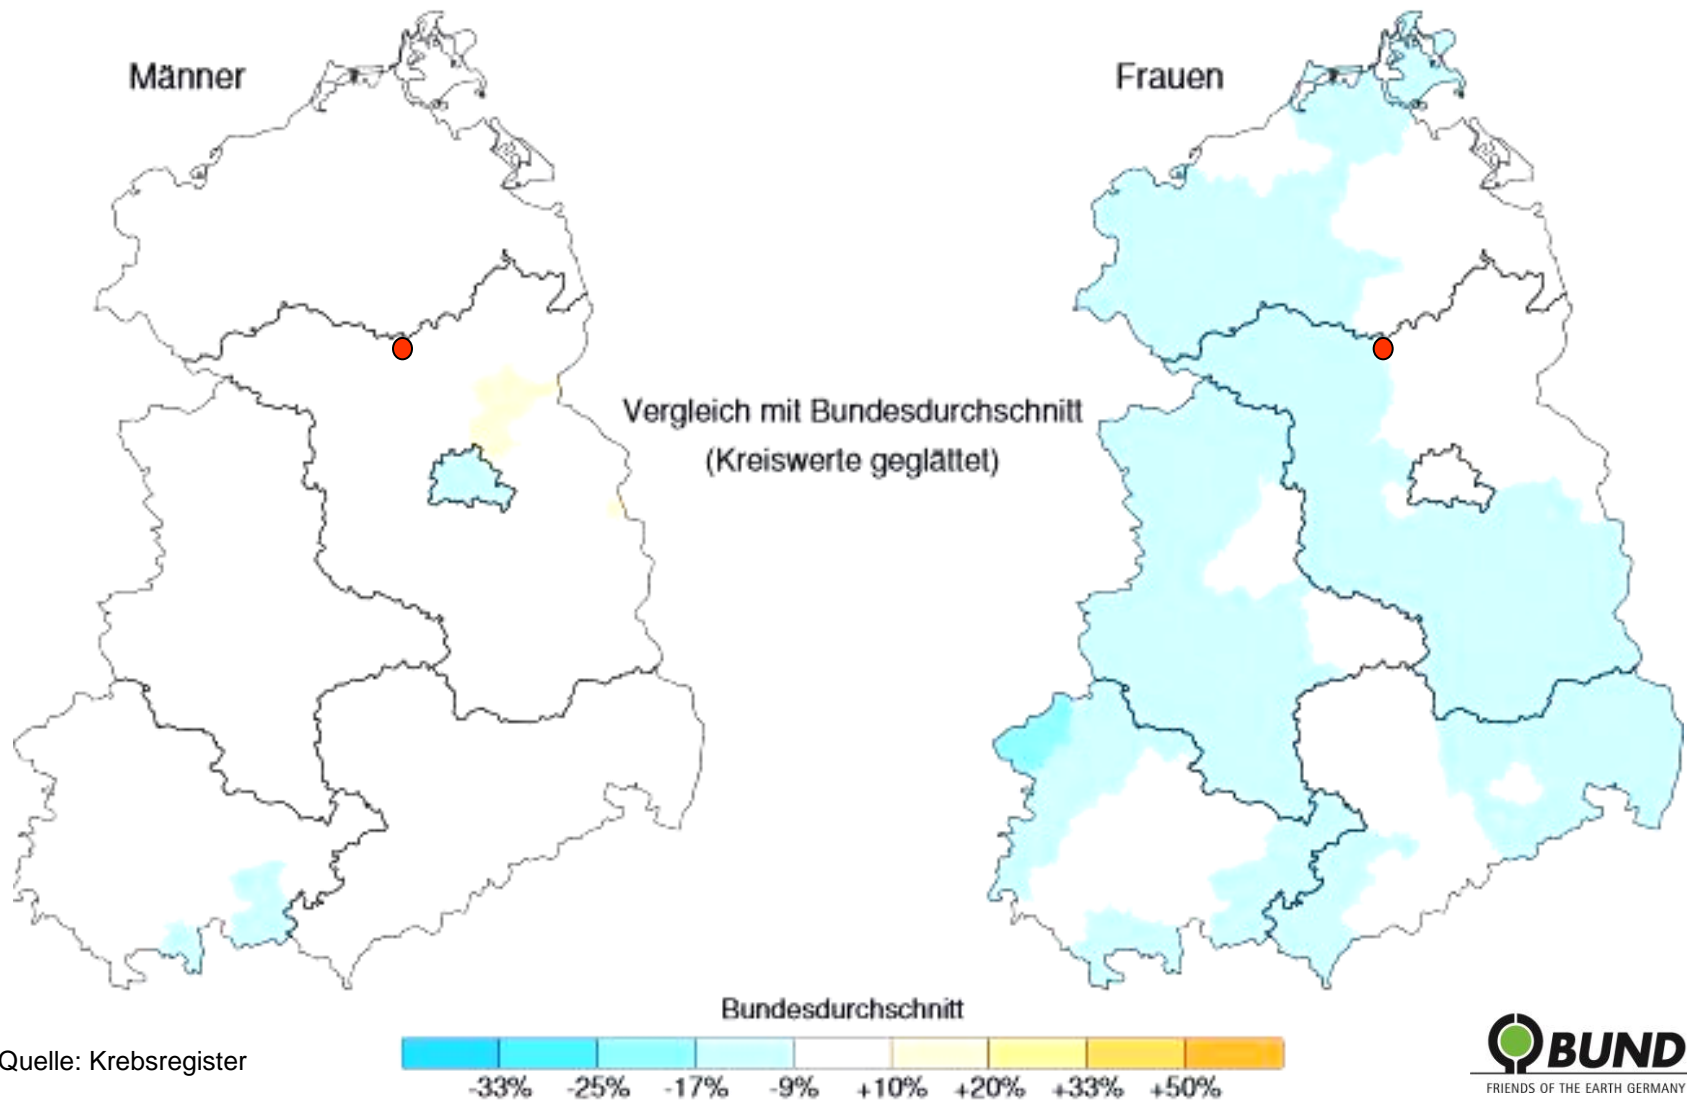 Männer
Frauen
Vergleich mit Bundesdurchschnitt
(Kreiswerte geglättet)
Bundesdurchschnitt
-33% -25% -17% -9% +10% +20% +33% +50%
Quelle: Krebsregister
BUND
FRIENDS OF THE EARTH GERMANY